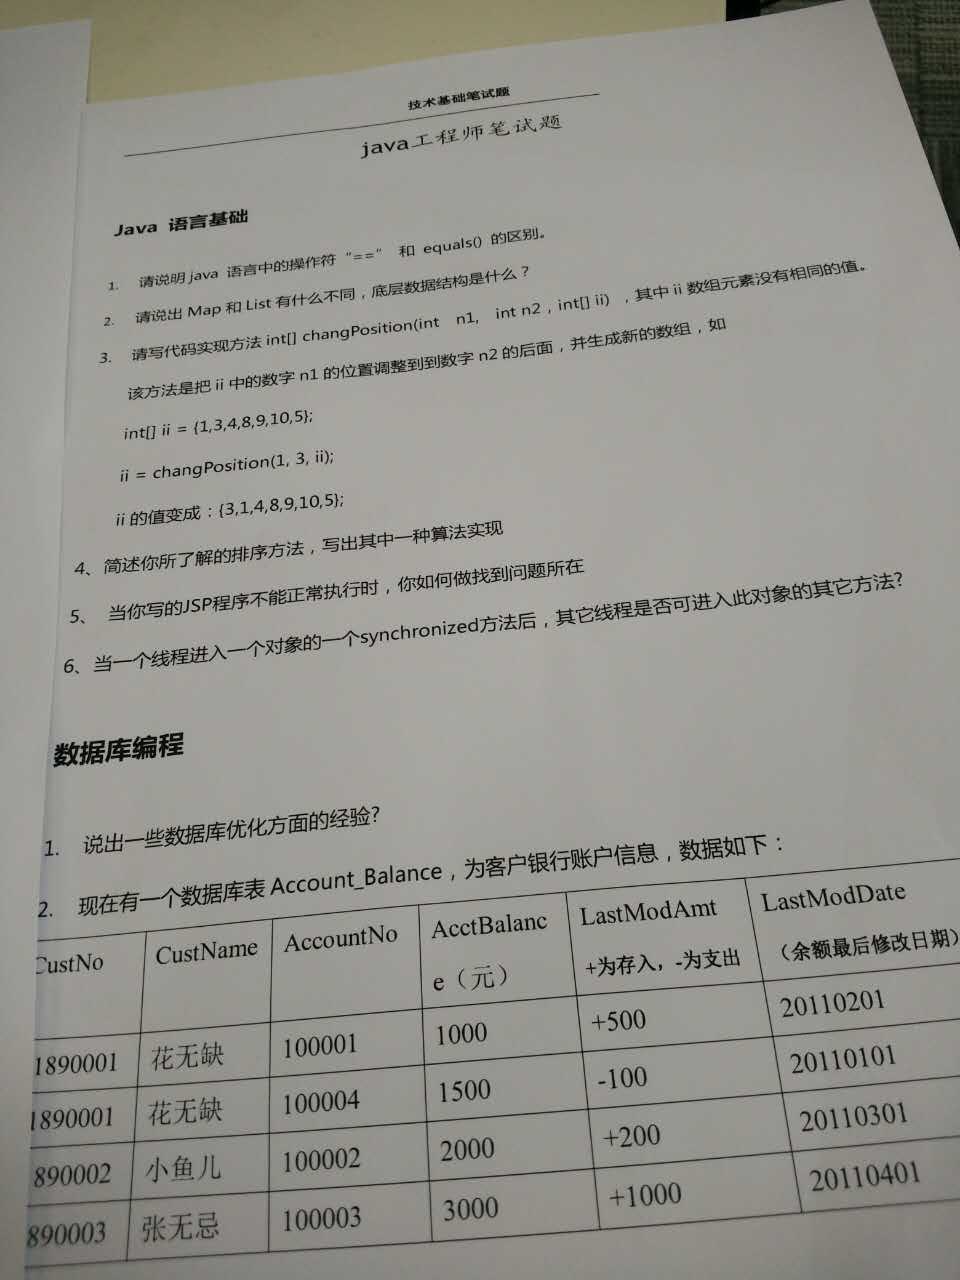 技术基础笔试题
java工程师笔试题
Java 语言基础
1. 请说明 java 语言中的操作符“==” 和 equals() 的区别。
2. 请说出 Map 和 List 有什么不同，底层数据结构是什么？
3. 请写代码实现方法 int[] changPosition(int n1, int n2，int[] ii) ，其中 ii 数组元素没有相同的值。
该方法是把 ii 中的数字 n1 的位置调整到到数字 n2 的后面，并生成新的数组，如
int[] ii = {1,3,4,8,9,10,5};
ii = changPosition(1, 3, ii);
ii 的值变成：{3,1,4,8,9,10,5};
4、简述你所了解的排序方法，写出其中一种算法实现
5、 当你写的JSP程序不能正常执行时，你如何做找到问题所在
6、当一个线程进入一个对象的一个synchronized方法后，其它线程是否可进入此对象的其它方法?
数据库编程
1. 说出一些数据库优化方面的经验?
2. 现在有一个数据库表 Account_Balance，为客户银行账户信息，数据如下：
CustNo CustName AccountNo AcctBalanc LastModAmt LastModDate
e（元） +为存入，-为支出 （余额最后修改日期）
1890001 花无缺 100001 1000 +500 20110201
1890001 花无缺 100004 1500 -100 20110101
890002 小鱼儿 100002 2000 +200 20110301
890003 张无忌 100003 3000 +1000 20110401